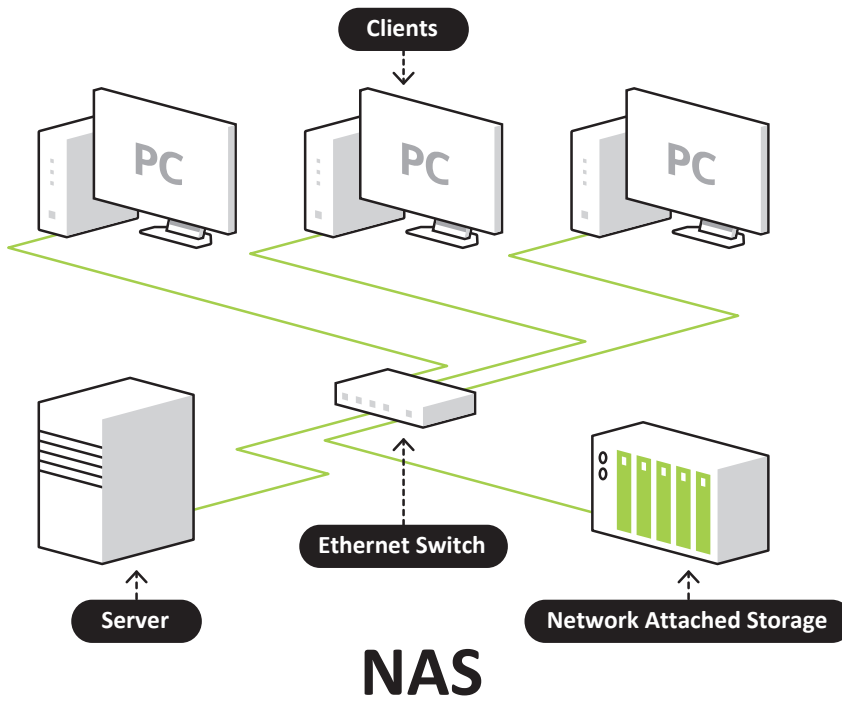 Clients
PC
PC
PC
Ethernet Switch
Server
Network Attached Storage
NAS